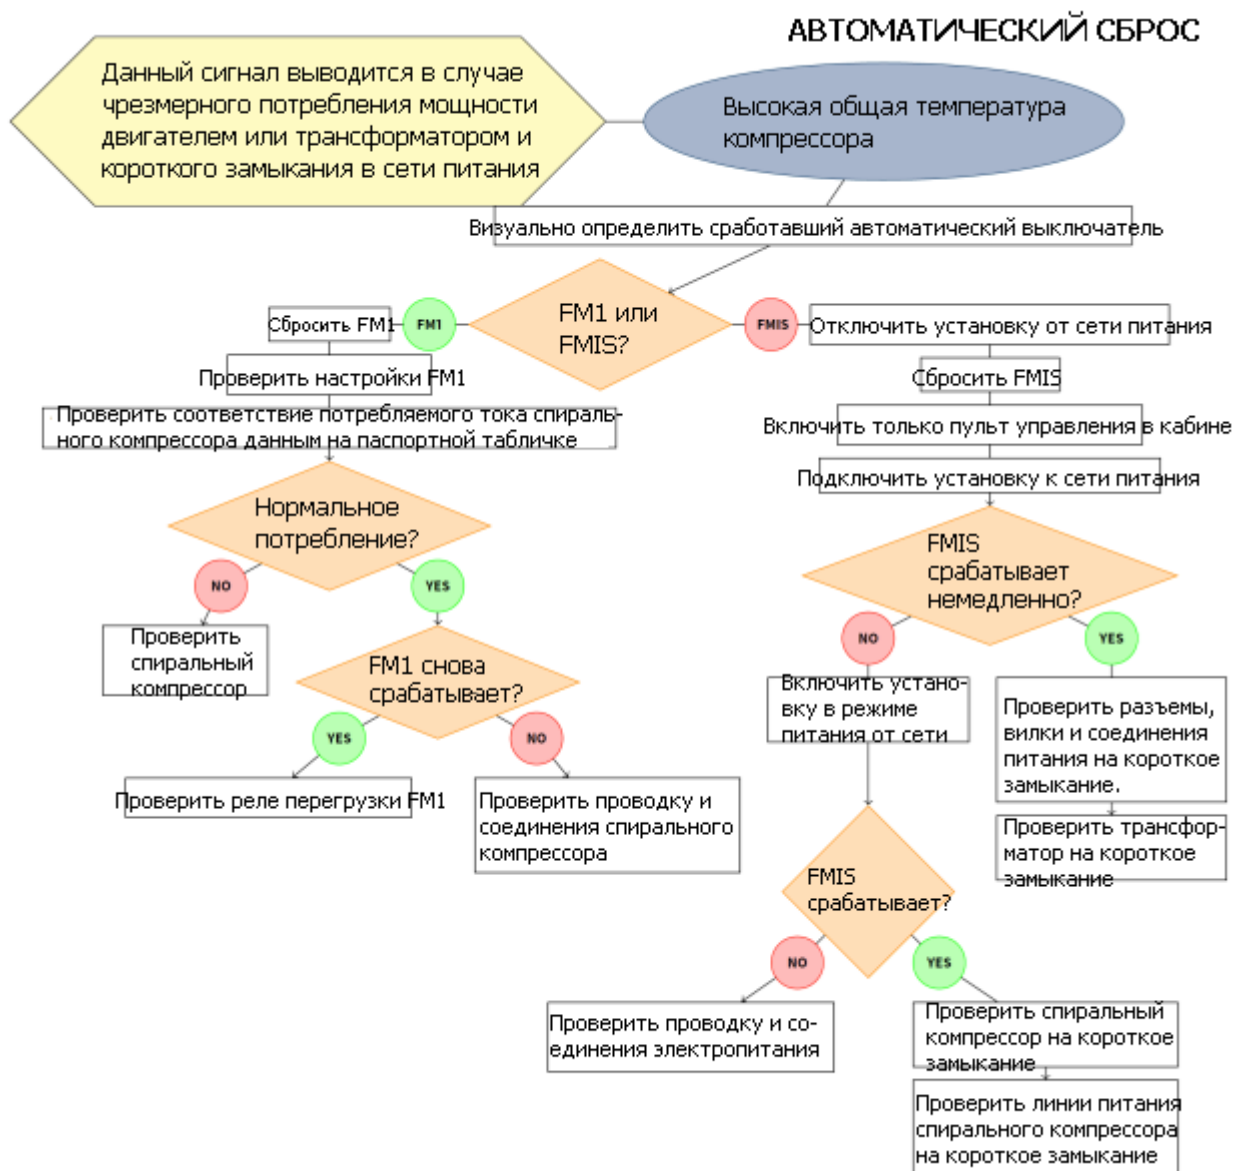 АВТОМАТИЧЕСКИЙ СБРОС
Данный сигнал выводится в случае
чрезмерного потребления мощности
двигателем или трансформатором и
короткого замыкания в сети питания
Высокая общая температура
компрессора
Визуально определить сработавший автоматический выключатель
FM1 или
FMIS?
FM1
FMIS
Сбросить FM1
Проверить настройки FM1
Проверить соответствие потребляемого тока спираль-
ного компрессора данным на паспортной табличке
Нормальное
потребление?
NO
YES
Проверить
спиральный
компрессор
FM1 снова
срабатывает?
YES
NO
Проверить реле перегрузки FM1
Проверить проводку и
соединения спирального
компрессора
Отключить установку от сети питания
Сбросить FMIS
Включить только пульт управления в кабине
Подключить установку к сети питания
FMIS
срабатывает
немедленно?
NO
YES
Включить устано-
вку в режиме
питания от сети
Проверить разъемы,
вилки и соединения
питания на короткое
замыкание.
Проверить трансфор-
матор на короткое
замыкание
FMIS
срабатывает?
NO
YES
Проверить проводку и со-
единения электропитания
Проверить спиральный
компрессор на короткое
замыкание
Проверить линии питания
спирального компрессора
на короткое замыкание